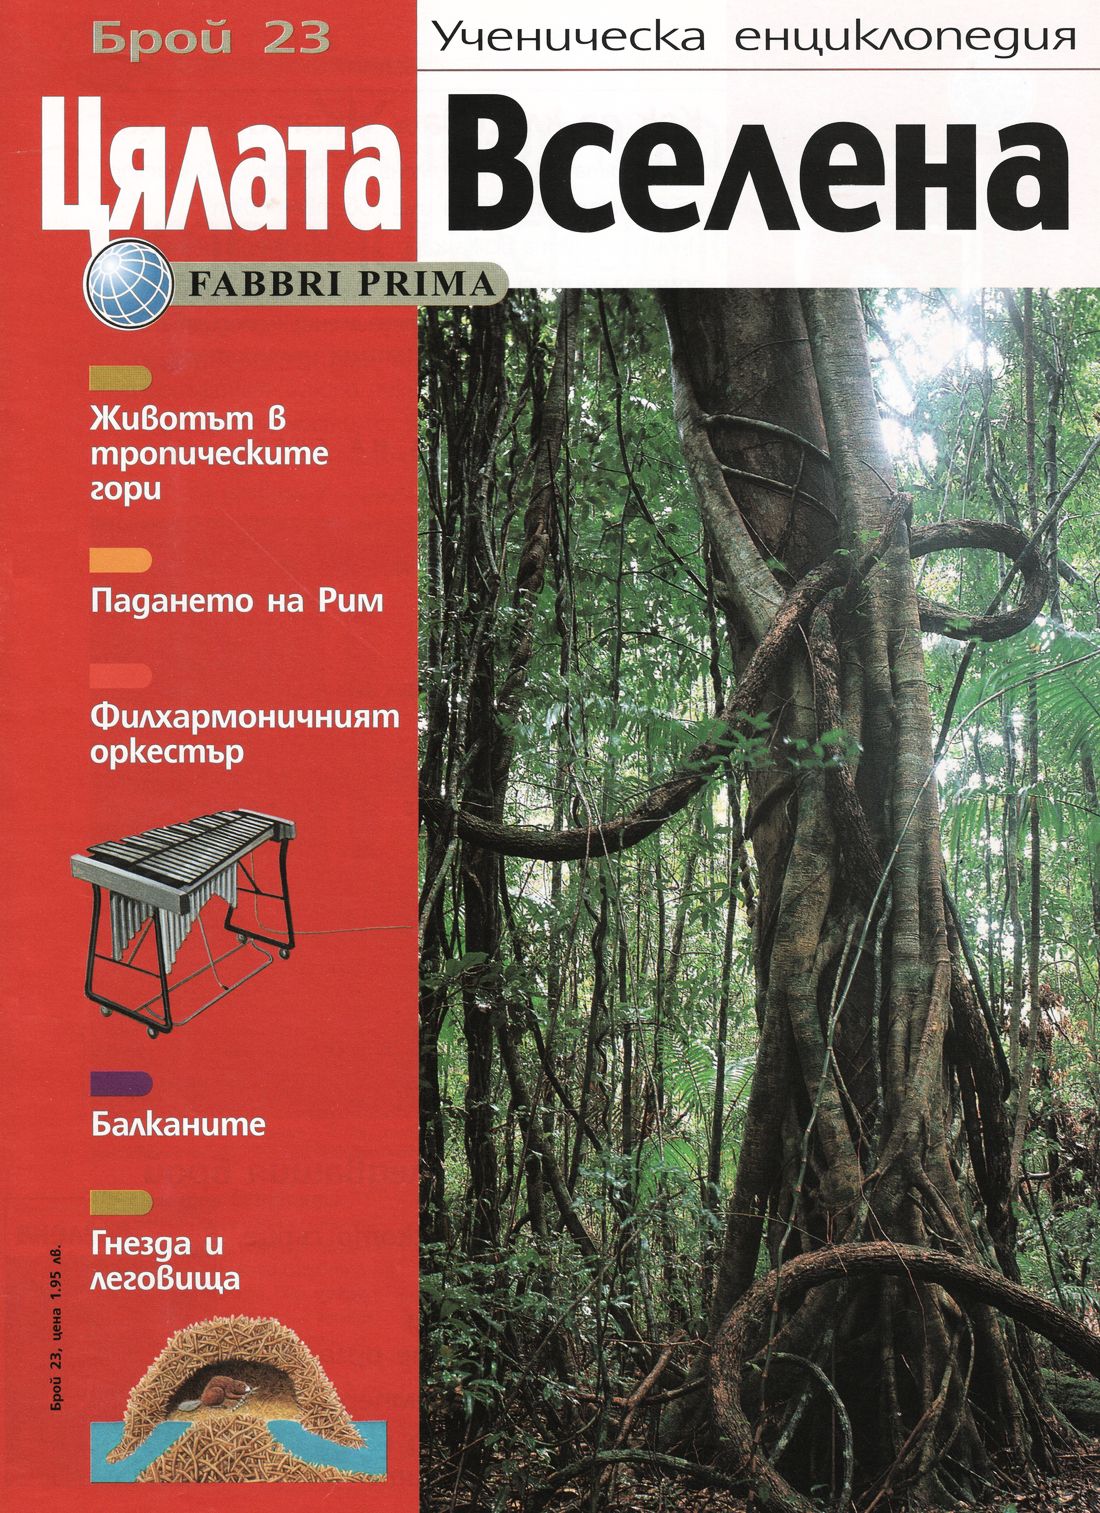 Брой 23
Ученическа енциклопедия
Цялата Вселена
FABBRI PRIMA
Животът в
тропическите
гори
Падането на Рим
Филхармоничният
оркестър
Балканите
Гнезда и
леговища
Брой 23, цена 1.95 лв.